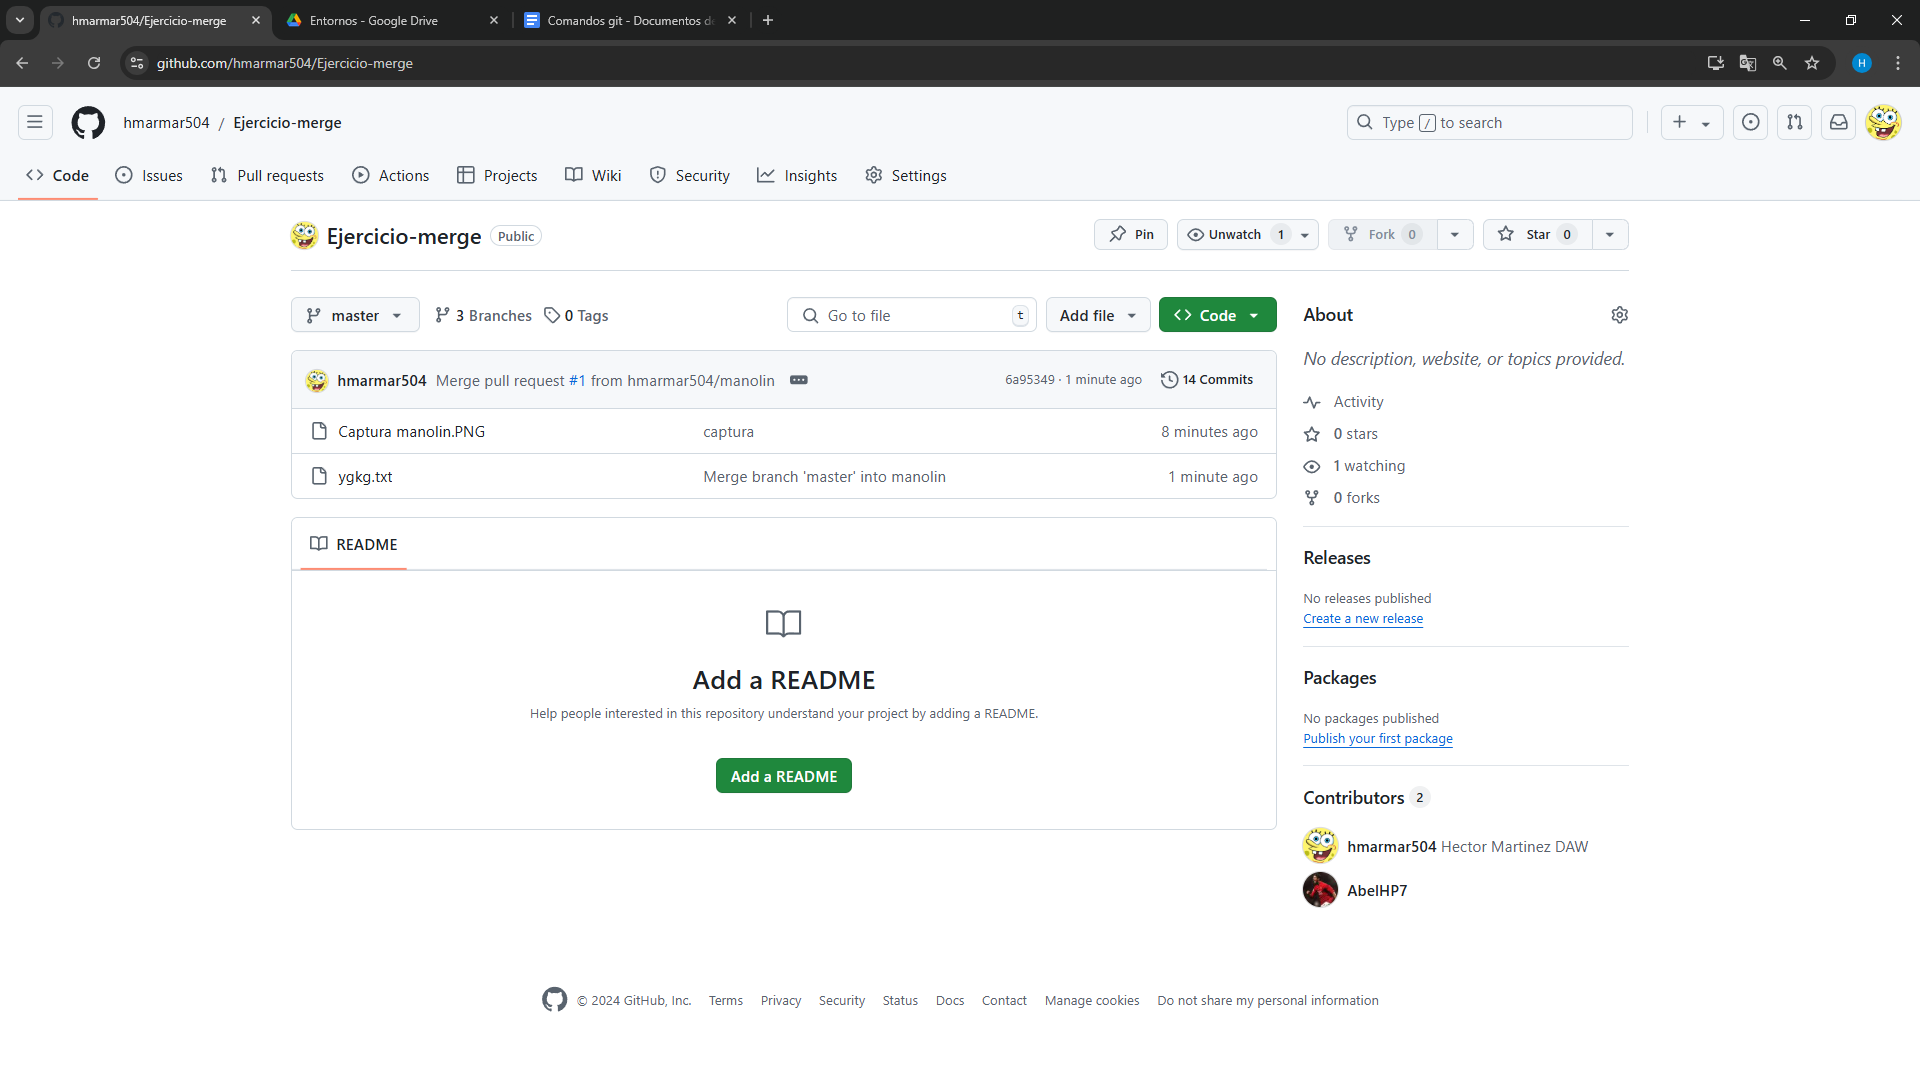 hmarmar504/Ejercicio-merge
Entornos - Google Drive
Comandos git - Documentos de
github.com/hmarmar504/Ejercicio-merge
H
hmarmar504 / Ejercicio-merge
Type / to search
Code Issues Pull requests Actions Projects Wiki Security Insights Settings
Ejercicio-merge Public
Pin Unwatch 1 Fork 0 Star 0
master 3 Branches 0 Tags Go to file t Add file Code
hmarmar504 Merge pull request #1 from hmarmar504/manolin 6a95349 · 1 minute ago 14 Commits
Captura manolin.PNG captura 8 minutes ago
ygkg.txt Merge branch 'master' into manolin 1 minute ago
README
Add a README
Help people interested in this repository understand your project by adding a README.
Add a README
About
No description, website, or topics provided.
Activity
0 stars
1 watching
0 forks
Releases
No releases published
Create a new release
Packages
No packages published
Publish your first package
Contributors 2
hmarmar504 Hector Martinez DAW
AbelHP7
© 2024 GitHub, Inc. Terms Privacy Security Status Docs Contact Manage cookies Do not share my personal information